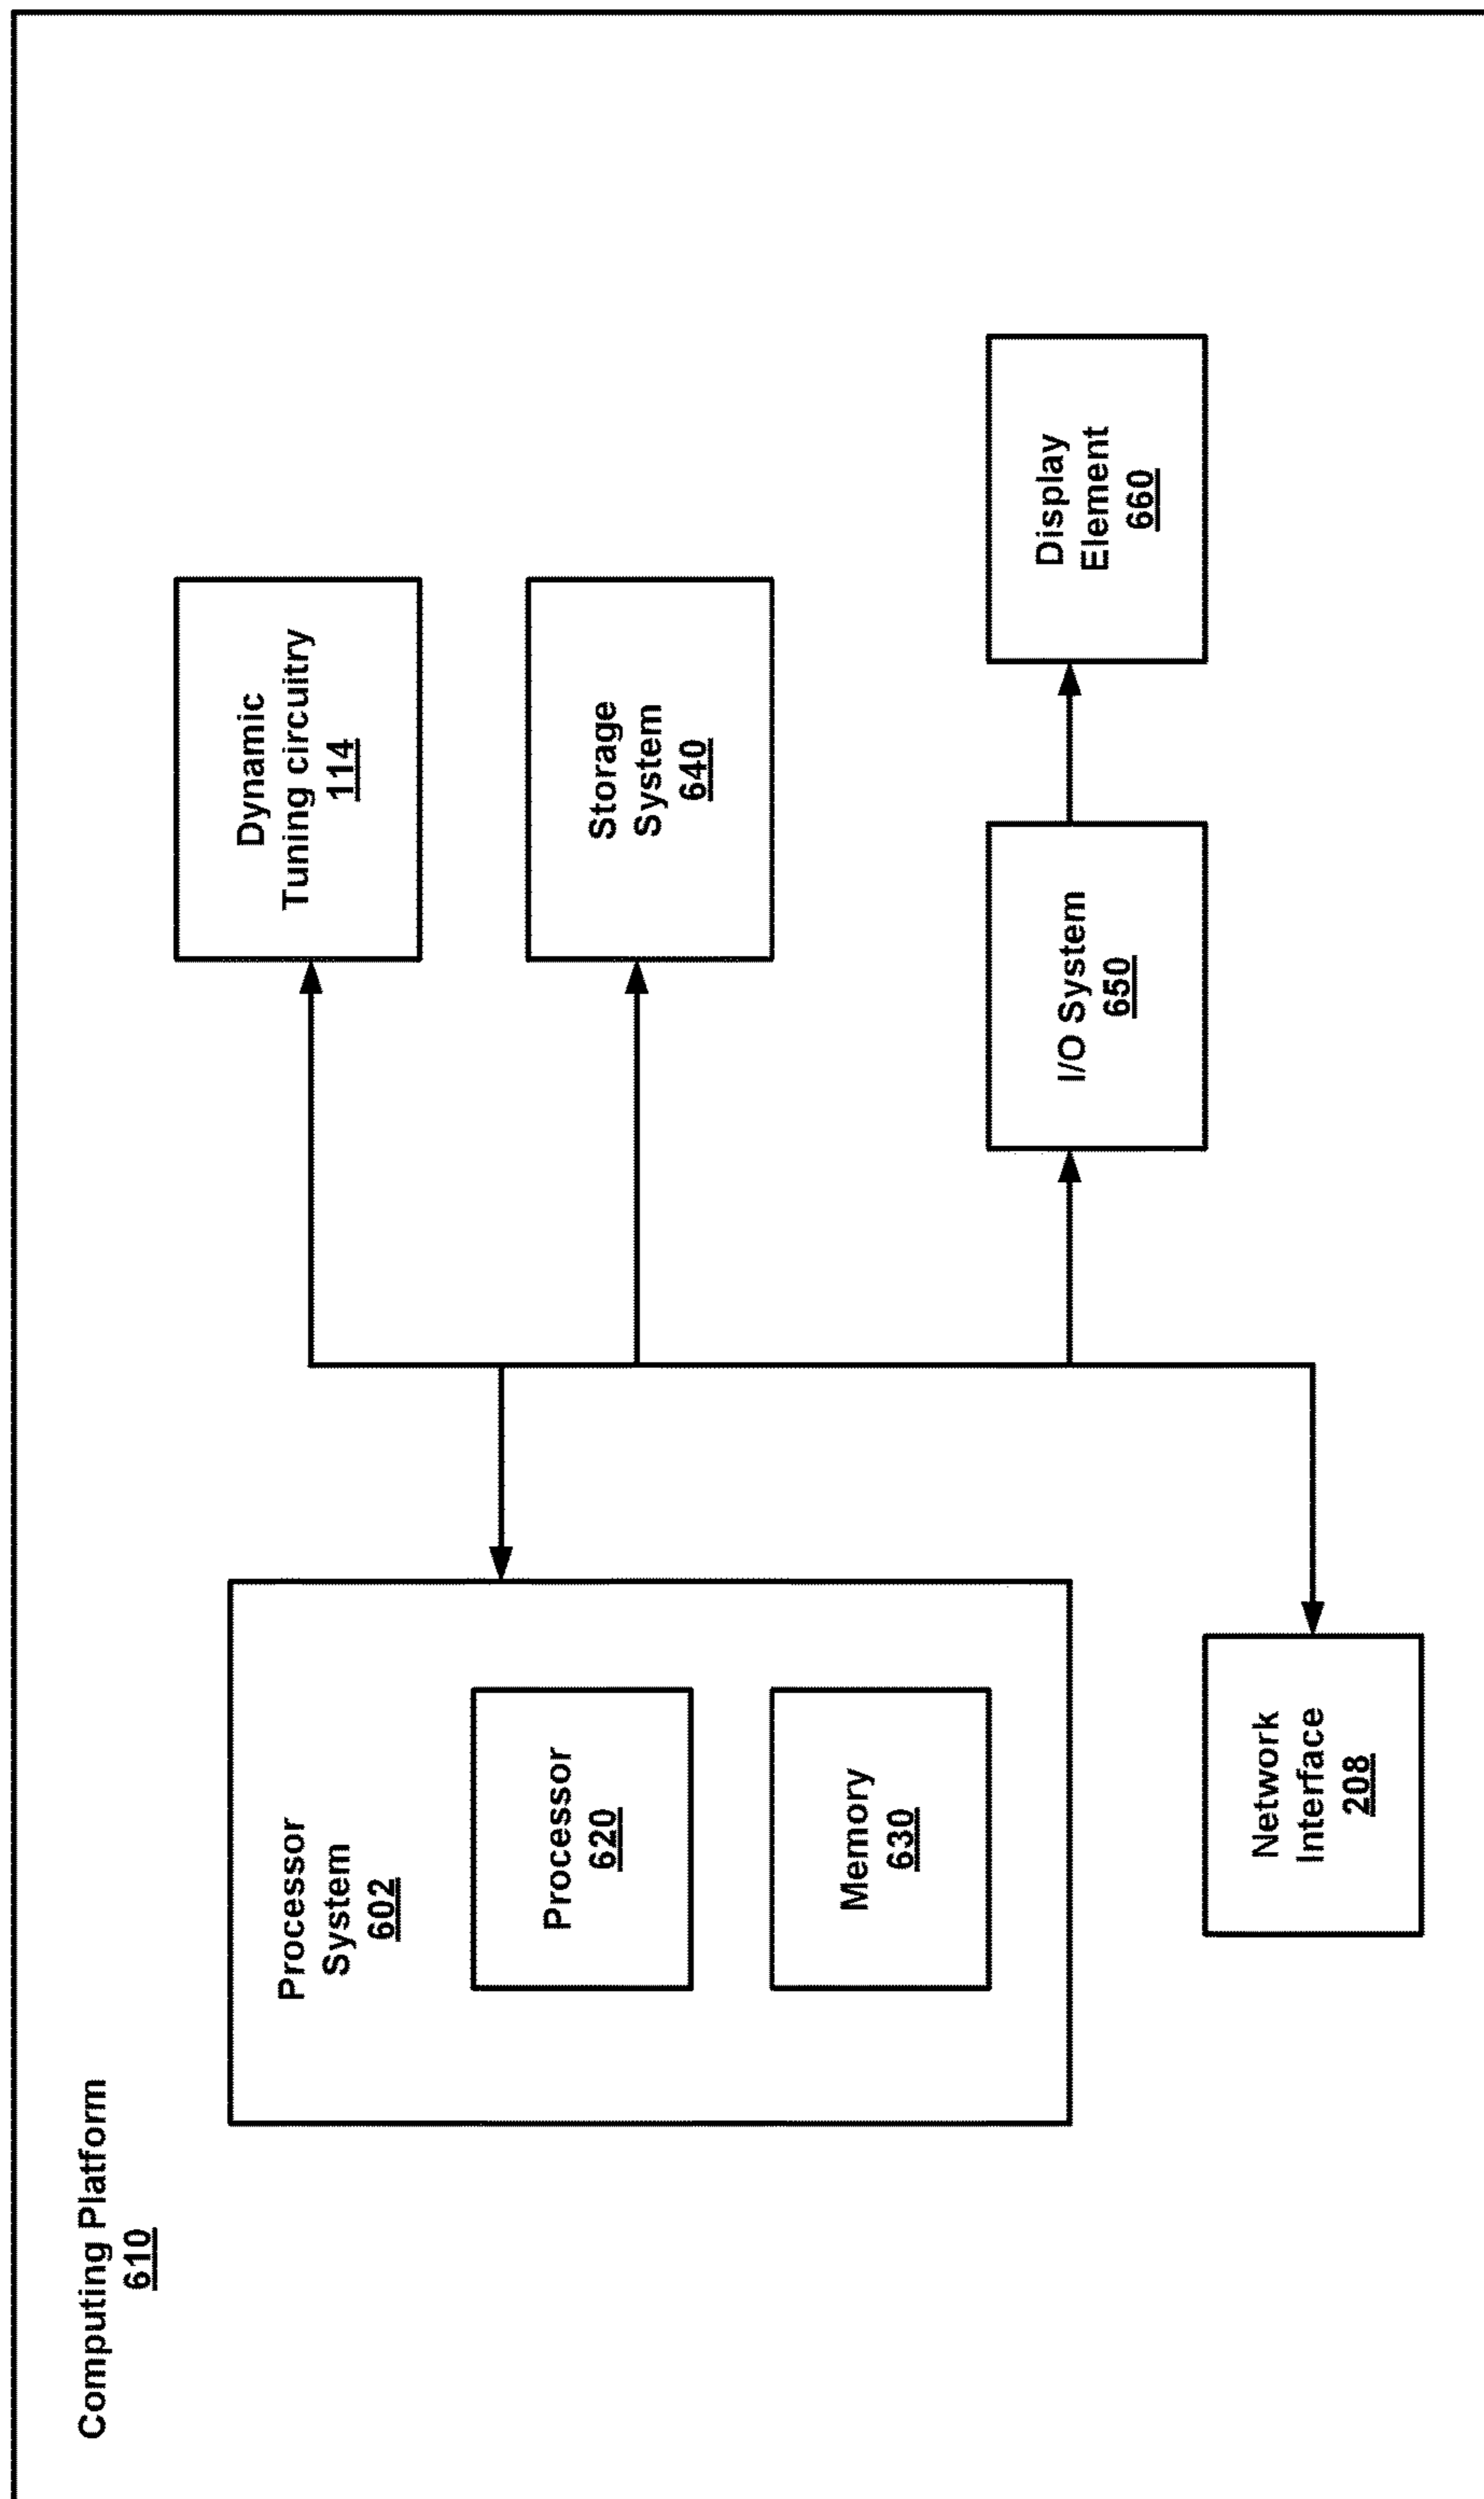 Computing Platform
610
Processor
System
602
Processor
620
Memory
630
Network
Interface
208
Dynamic
Tuning circuitry
114
Storage
System
640
I/O System
650
Display
Element
660